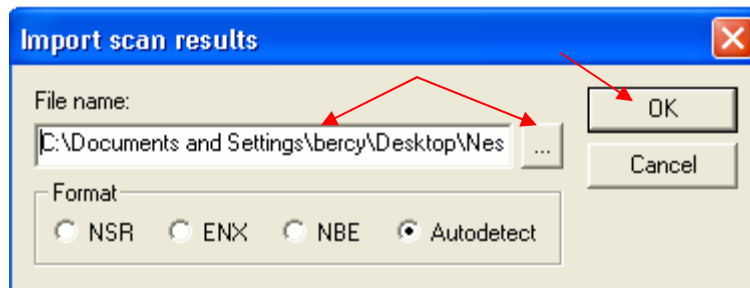 Import scan results
File name:
OK
C:\Documents and Settings\bercy\Desktop\Nes
...
Cancel
Format
NSR ENX NBE Autodetect